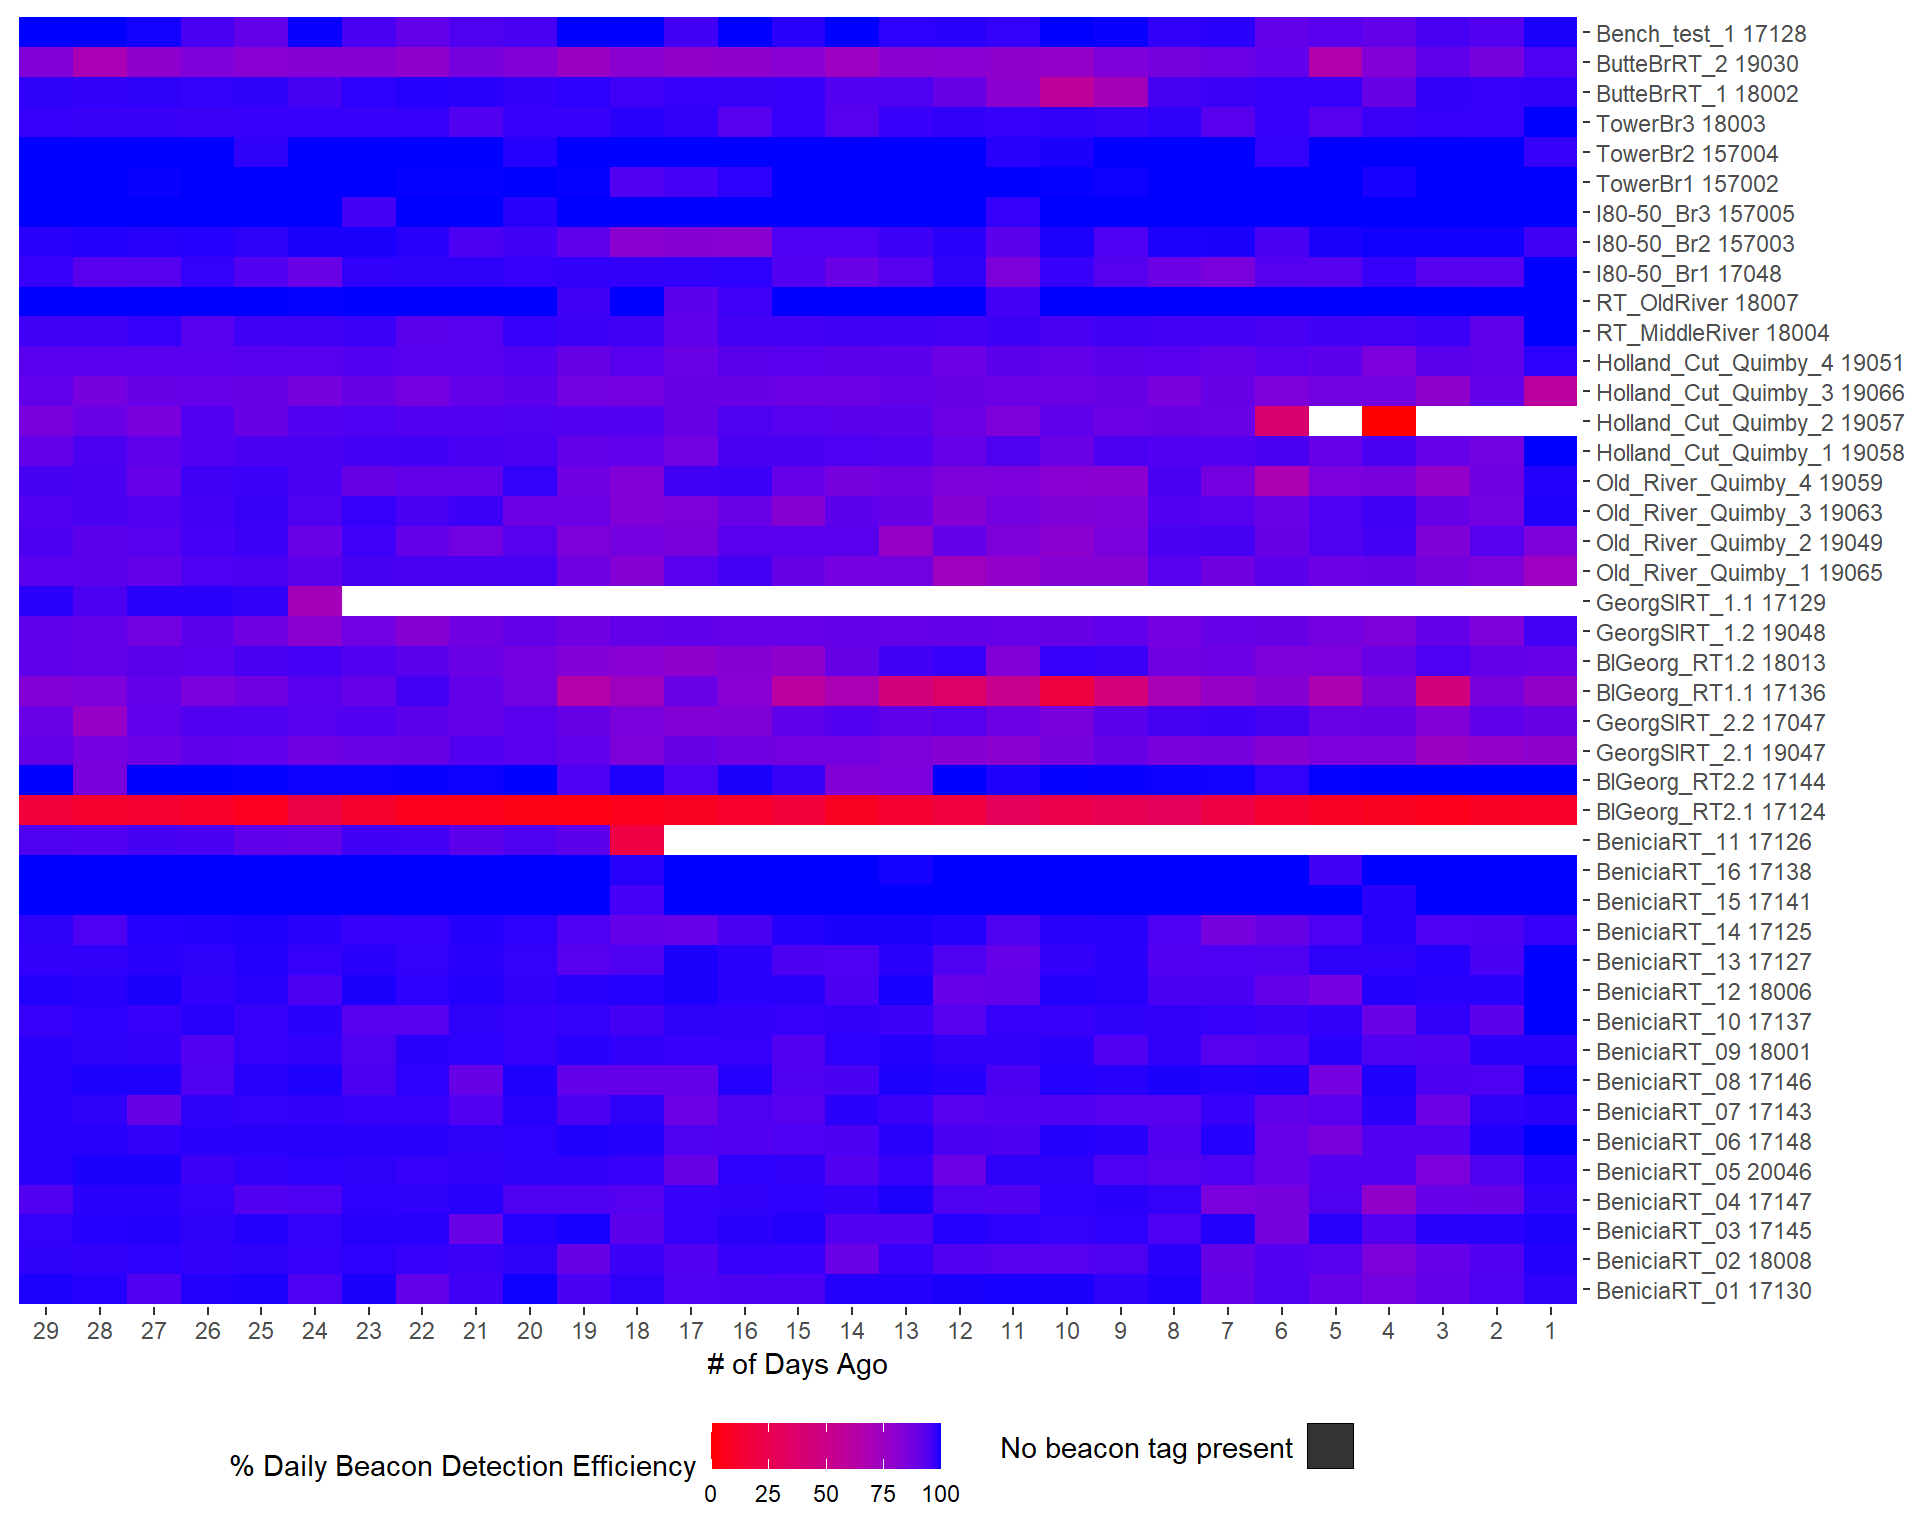 Bench_test_1 17128
ButteBrRT_2 19030
ButteBrRT_1 18002
TowerBr3 18003
TowerBr2 157004
TowerBr1 157002
I80-50_Br3 157005
I80-50_Br2 157003
I80-50_Br1 17048
RT_OldRiver 18007
RT_MiddleRiver 18004
Holland_Cut_Quimby_4 19051
Holland_Cut_Quimby_3 19066
Holland_Cut_Quimby_2 19057
Holland_Cut_Quimby_1 19058
Old_River_Quimby_4 19059
Old_River_Quimby_3 19063
Old_River_Quimby_2 19049
Old_River_Quimby_1 19065
GeorgSlRT_1.1 17129
GeorgSlRT_1.2 19048
BlGeorg_RT1.2 18013
BlGeorg_RT1.1 17136
GeorgSlRT_2.2 17047
GeorgSlRT_2.1 19047
BlGeorg_RT2.2 17144
BlGeorg_RT2.1 17124
BeniciaRT_11 17126
BeniciaRT_16 17138
BeniciaRT_15 17141
BeniciaRT_14 17125
BeniciaRT_13 17127
BeniciaRT_12 18006
BeniciaRT_10 17137
BeniciaRT_09 18001
BeniciaRT_08 17146
BeniciaRT_07 17143
BeniciaRT_06 17148
BeniciaRT_05 20046
BeniciaRT_04 17147
BeniciaRT_03 17145
BeniciaRT_02 18008
BeniciaRT_01 17130
29 28 27 26 25 24 23 22 21 20 19 18 17 16 15 14 13 12 11 10 9 8 7 6 5 4 3 2 1
# of Days Ago
% Daily Beacon Detection Efficiency
0 25 50 75 100
No beacon tag present